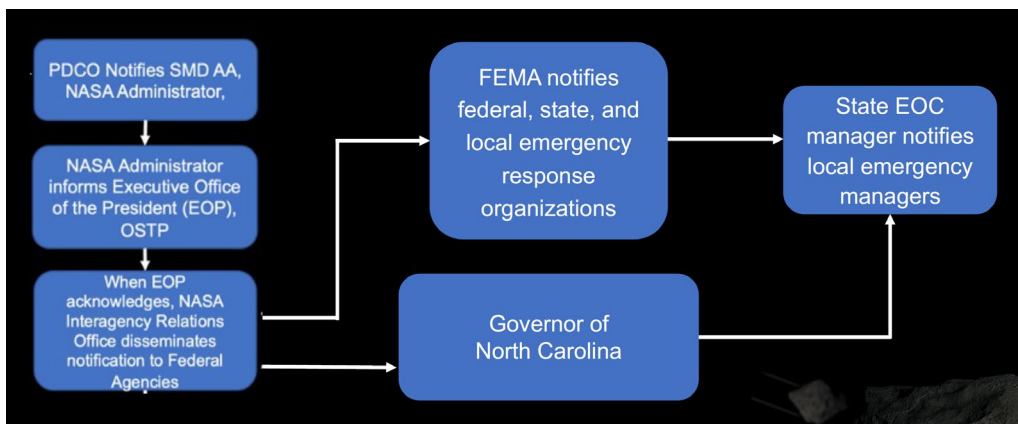 PDCO Notifies SMD AA,
NASA Administrator,
NASA Administrator
informs Executive Office
of the President (EOP),
OSTP
When EOP
acknowledges, NASA
Interagency Relations
Office disseminates
notification to Federal
Agencies
FEMA notifies
federal, state, and
local emergency
response
organizations
Governor of
North Carolina
State EOC
manager notifies
local emergency
managers